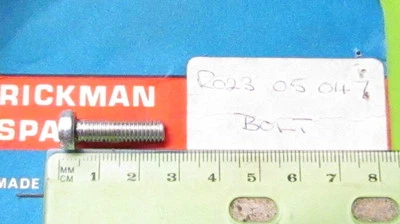 RICKMAN
SPA
MADE
R023 05 047
BOLT
MM
CM
1 2 3 4 5 6 7 8